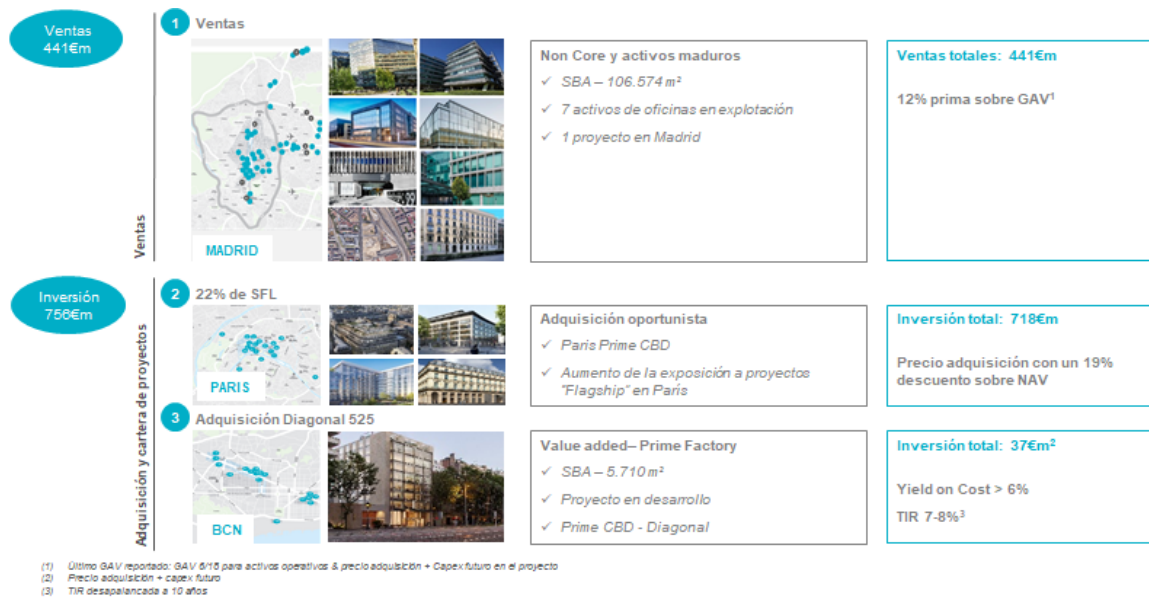 Ventas
441€m
1 Ventas
Ventas
MADRID
Non Core y activos maduros
✓ SBA – 106.574 m²
✓ 7 activos de oficinas en explotación
✓ 1 proyecto en Madrid
Ventas totales: 441€m
12% prima sobre GAV¹
Inversión
756€m
Adquisición y cartera de proyectos
2 22% de SFL
PARIS
Adquisición oportunista
✓ Paris Prime CBD
✓ Aumento de la exposición a proyectos
"Flagship" en París
Inversión total: 718€m
Precio adquisición con un 19%
descuento sobre NAV
3 Adquisición Diagonal 525
BCN
Value added– Prime Factory
✓ SBA – 5.710 m²
✓ Proyecto en desarrollo
✓ Prime CBD - Diagonal
Inversión total: 37€m²
Yield on Cost > 6%
TIR 7-8%³
(1) Último GAV reportado: GAV 6/18 para activos operativos & precio adquisición + Capex futuro en el proyecto
(2) Precio adquisición + capex futuro
(3) TIR desapalancada a 10 años